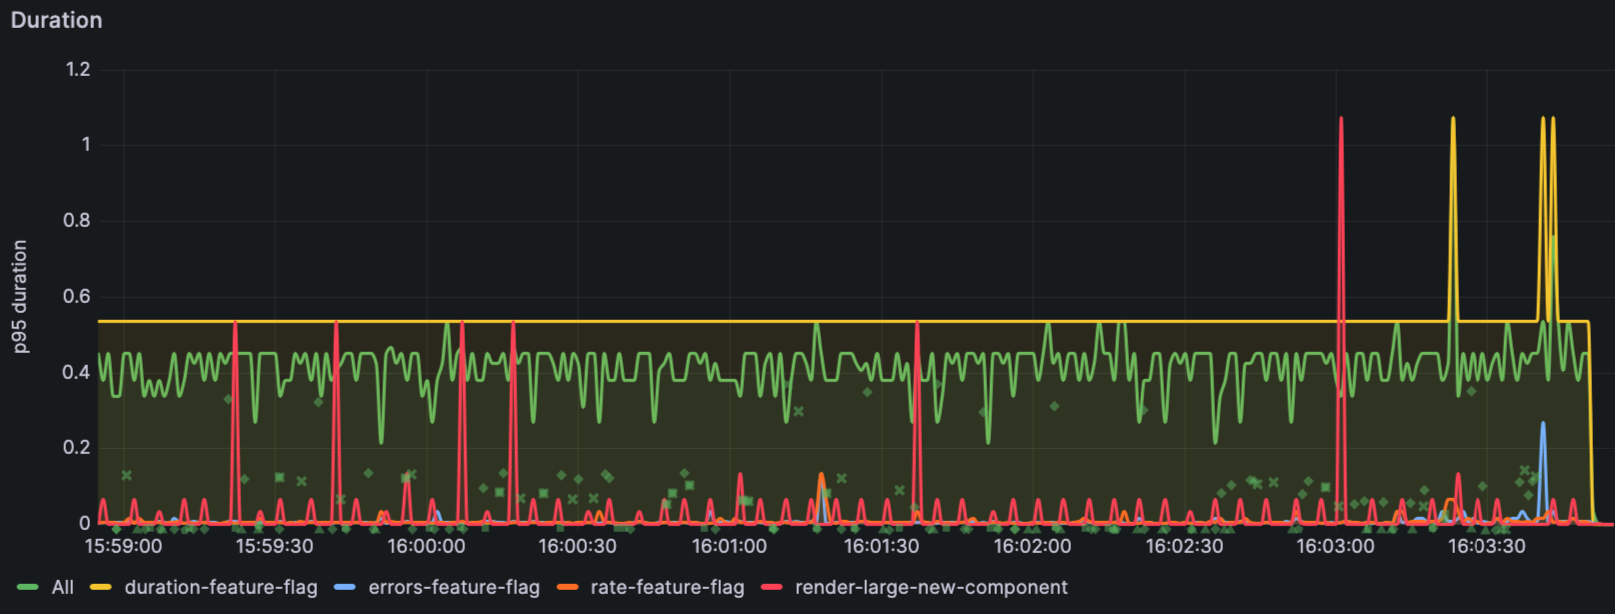 Duration
p95 duration
1.2
1
0.8
0.6
0.4
0.2
0
15:59:00 15:59:30 16:00:00 16:00:30 16:01:00 16:01:30 16:02:00 16:02:30 16:03:00 16:03:30
All duration-feature-flag errors-feature-flag rate-feature-flag render-large-new-component